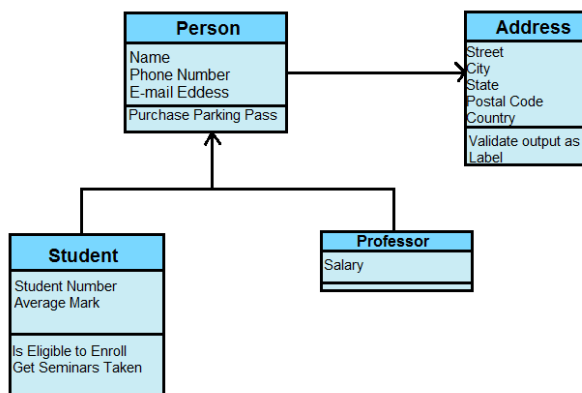 Person
Name
Phone Number
E-mail Eddess
Purchase Parking Pass
Address
Street
City
State
Postal Code
Country
Validate output as
Label
Student
Student Number
Average Mark
Is Eligible to Enroll
Get Seminars Taken
Professor
Salary